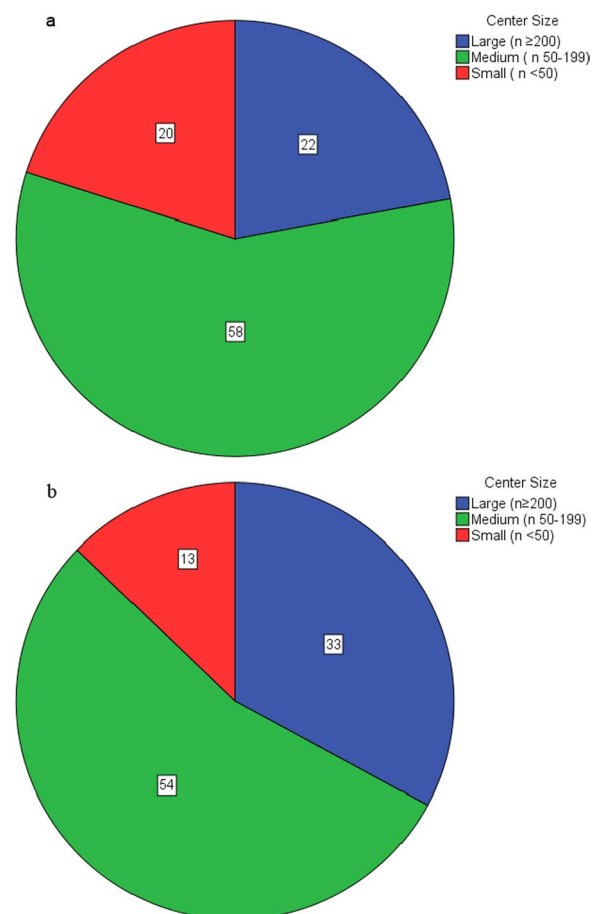 a
Center Size
Large (n ≥200)
Medium ( n 50-199)
Small ( n <50)
20
22
58
b
Center Size
Large (n≥200)
Medium (n 50-199)
Small (n <50)
13
33
54